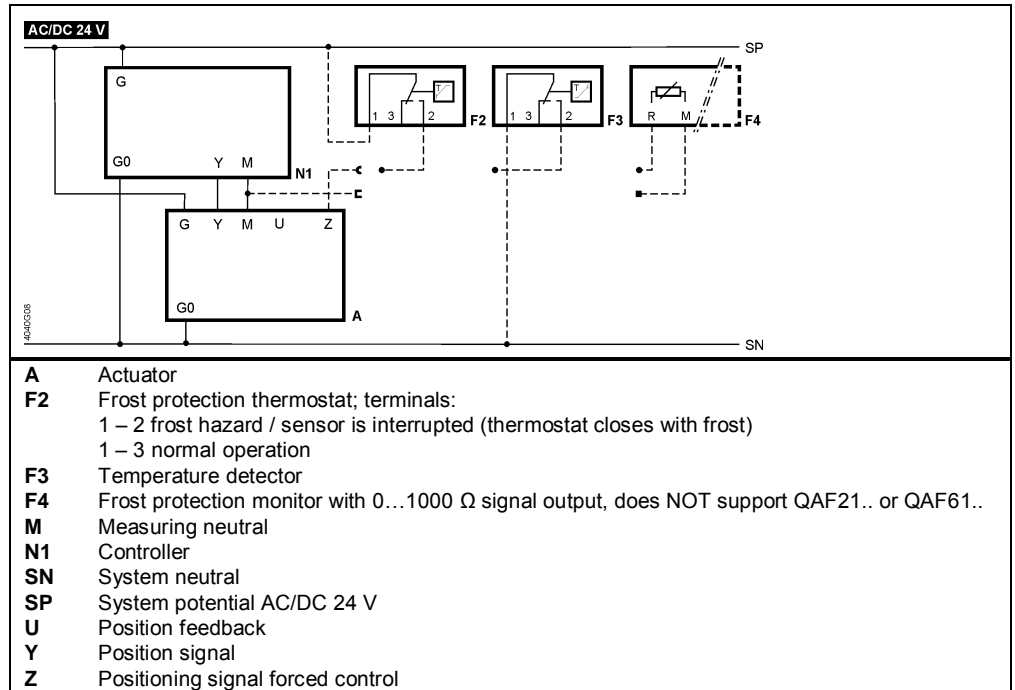 AC/DC 24 V
SP
G
T
T
1 3 2 F2
1 3 2 F3
R M F4
G0 Y M N1
G Y M U Z
G0 A
4040G08
SN
A Actuator
F2 Frost protection thermostat; terminals:
1 – 2 frost hazard / sensor is interrupted (thermostat closes with frost)
1 – 3 normal operation
F3 Temperature detector
F4 Frost protection monitor with 0…1000 Ω signal output, does NOT support QAF21.. or QAF61..
M Measuring neutral
N1 Controller
SN System neutral
SP System potential AC/DC 24 V
U Position feedback
Y Position signal
Z Positioning signal forced control